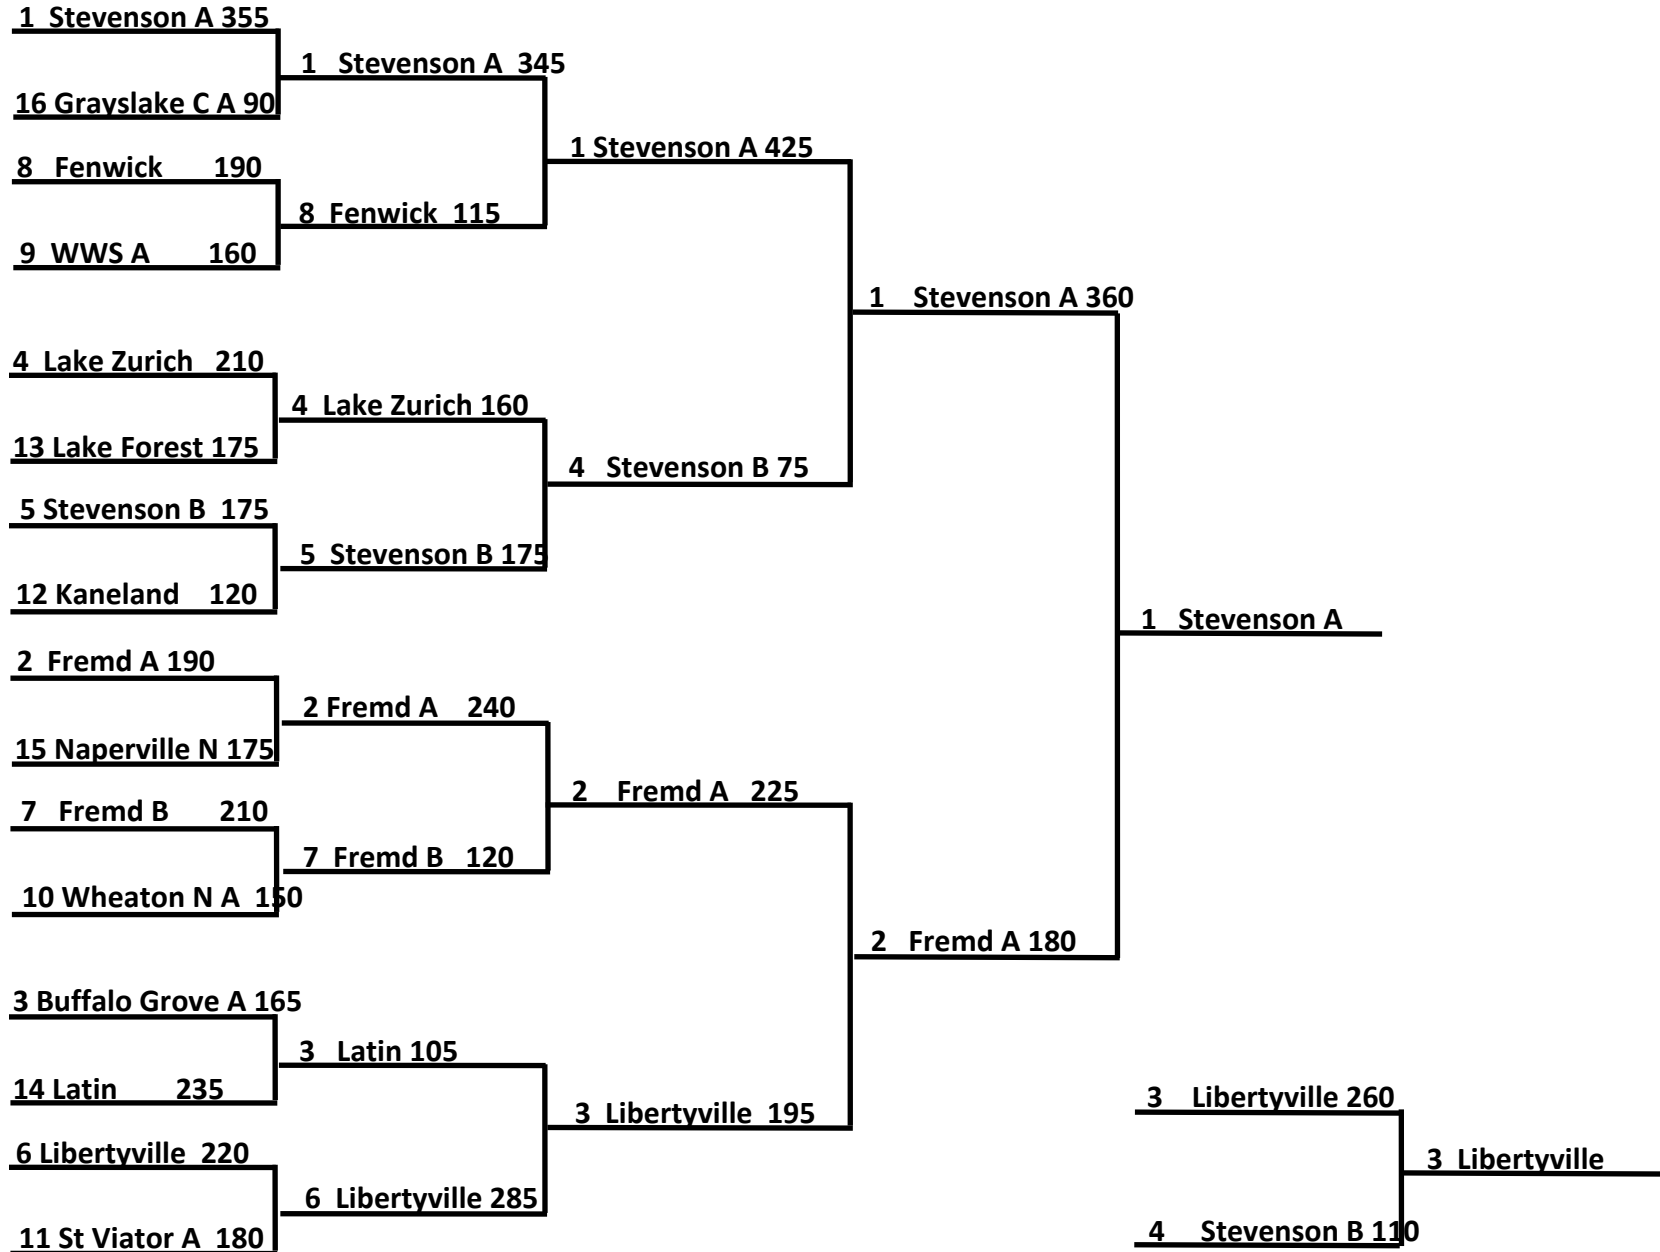 1 Stevenson A 355
1 Stevenson A 345
16 Grayslake C A 90
1 Stevenson A 425
8 Fenwick 190
8 Fenwick 115
9 WWS A 160
1 Stevenson A 360
4 Lake Zurich 210
4 Lake Zurich 160
13 Lake Forest 175
4 Stevenson B 75
5 Stevenson B 175
5 Stevenson B 175
12 Kaneland 120
1 Stevenson A
2 Fremd A 190
2 Fremd A 240
15 Naperville N 175
2 Fremd A 225
7 Fremd B 210
7 Fremd B 120
10 Wheaton N A 150
2 Fremd A 180
3 Buffalo Grove A 165
3 Latin 105
14 Latin 235
3 Libertyville 195
3 Libertyville 260
6 Libertyville 220
3 Libertyville
6 Libertyville 285
11 St Viator A 180
4 Stevenson B 110